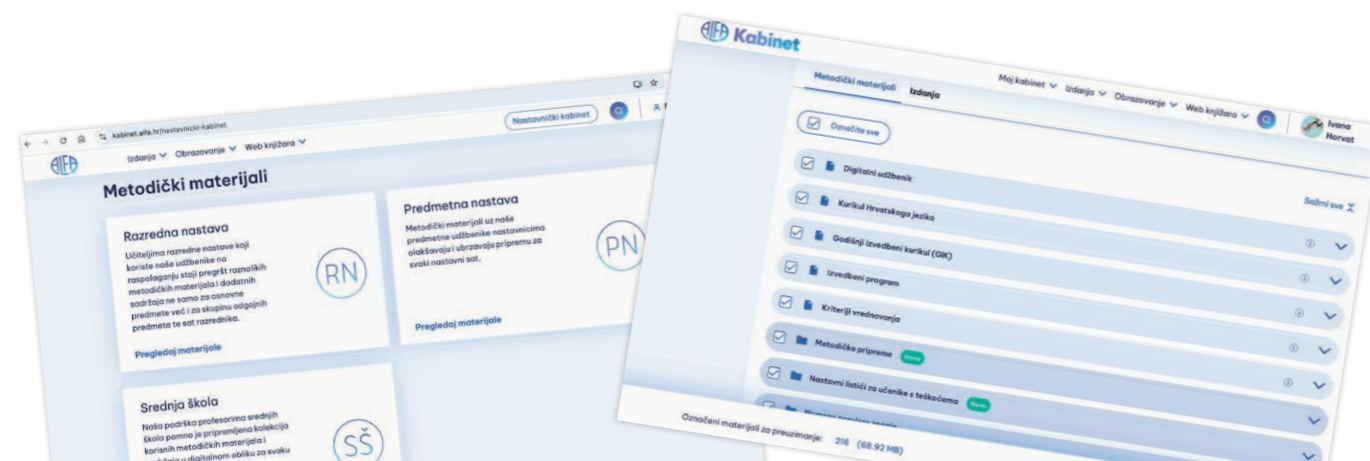 kabinet.alfa.hr/nastavnicki-kabinet
ALFA
Izdanja
Obrazovanje
Web knjižara
Nastavnički kabinet
Metodički materijali
Razredna nastava
Učiteljima razredne nastave koji
koriste naše udžbenike na
raspolaganju stoji pregršt raznolikih
metodičkih materijala i dodatnih
sadržaja ne samo za osnovne
predmete već i za skupinu odgojnih
predmeta te sat razrednika.
RN
Pregledaj materijale
Predmetna nastava
Metodički materijali uz naše
predmetne udžbenike nastavnicima
olakšavaju i ubrzavaju pripremu za
svaki nastavni sat.
PN
Pregledaj materijale
Srednja škola
Naša podrška profesorima srednjih
škola pomno je pripremljena kolekcija
korisnih metodičkih materijala i
sadržaja u digitalnom obliku za svaku
SŠ
ALFA Kabinet
Moj kabinet
Izdanja
Obrazovanje
Web knjižara
Ivana
Horvat
Metodički materijali
Izdanja
Označite sve
Sažmi sve
Digitalni udžbenik
Kurikul Hrvatskoga jezika
Godišnji izvedbeni kurikul (GIK)
Izvedbeni program
Kriteriji vrednovanja
Metodičke pripreme
Novo
Nastavni listići za učenike s teškoćama
Novo
Označeni materijali za preuzimanje: 216 (68.92 MB)